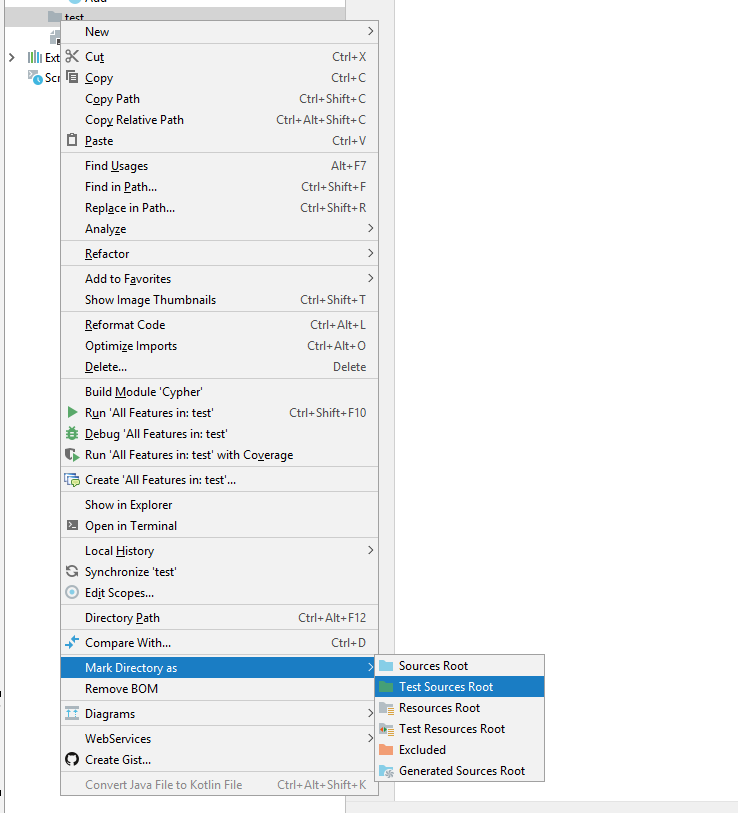 Add
test
New
Ext
Cut Ctrl+X
Scr
Copy Ctrl+C
Copy Path Ctrl+Shift+C
Copy Relative Path Ctrl+Alt+Shift+C
Paste Ctrl+V
Find Usages Alt+F7
Find in Path... Ctrl+Shift+F
Replace in Path... Ctrl+Shift+R
Analyze
Refactor
Add to Favorites
Show Image Thumbnails Ctrl+Shift+T
Reformat Code Ctrl+Alt+L
Optimize Imports Ctrl+Alt+O
Delete... Delete
Build Module 'Cypher'
Run 'All Features in: test' Ctrl+Shift+F10
Debug 'All Features in: test'
Run 'All Features in: test' with Coverage
Create 'All Features in: test'...
Show in Explorer
Open in Terminal
Local History
Synchronize 'test'
Edit Scopes...
Directory Path Ctrl+Alt+F12
Compare With... Ctrl+D
Mark Directory as
Remove BOM
Diagrams
WebServices
Create Gist...
Convert Java File to Kotlin File Ctrl+Alt+Shift+K
Sources Root
Test Sources Root
Resources Root
Test Resources Root
Excluded
Generated Sources Root